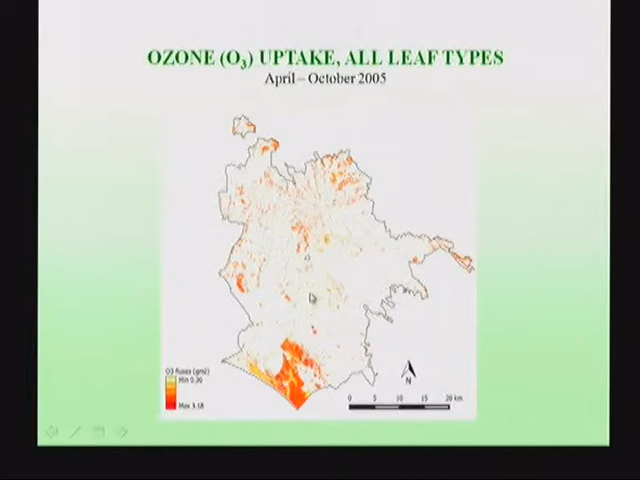 OZONE (O3) UPTAKE, ALL LEAF TYPES
April – October 2005
O3 fluxes (g/m2)
Min 0.30
Max 5.18
N
0 5 10 15 20 km